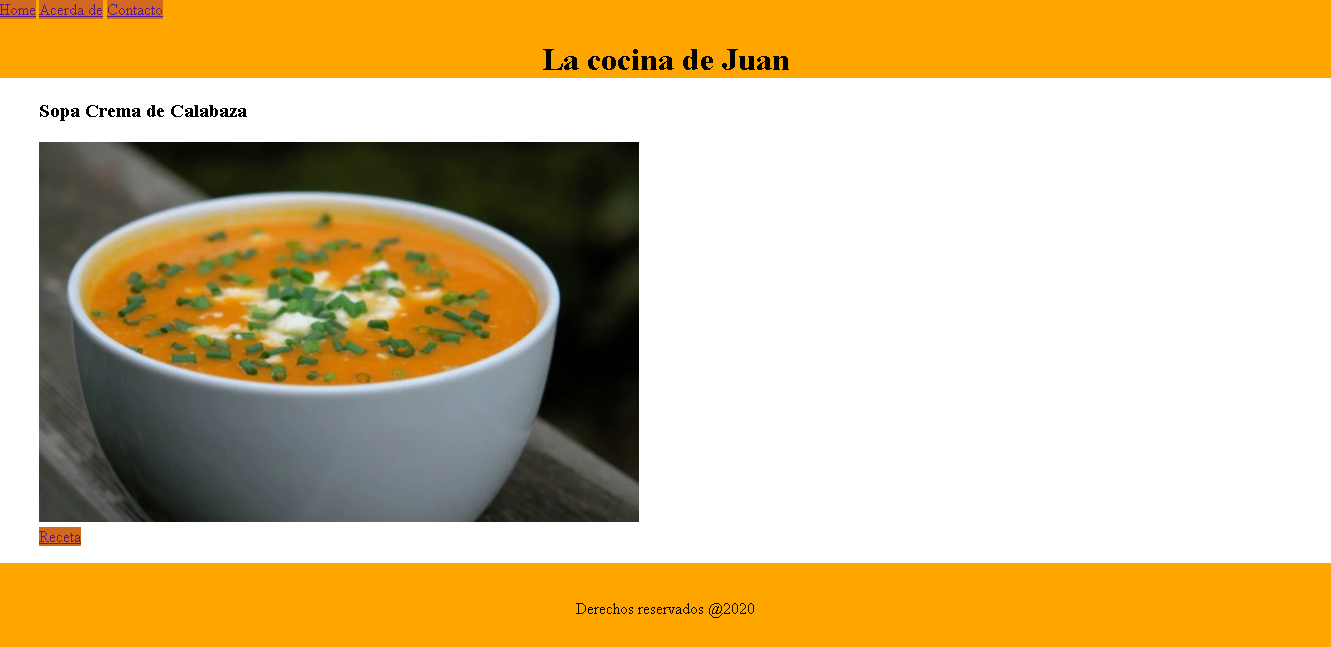 Home Acerda de Contacto
La cocina de Juan
Sopa Crema de Calabaza
Receta
Derechos reservados @2020